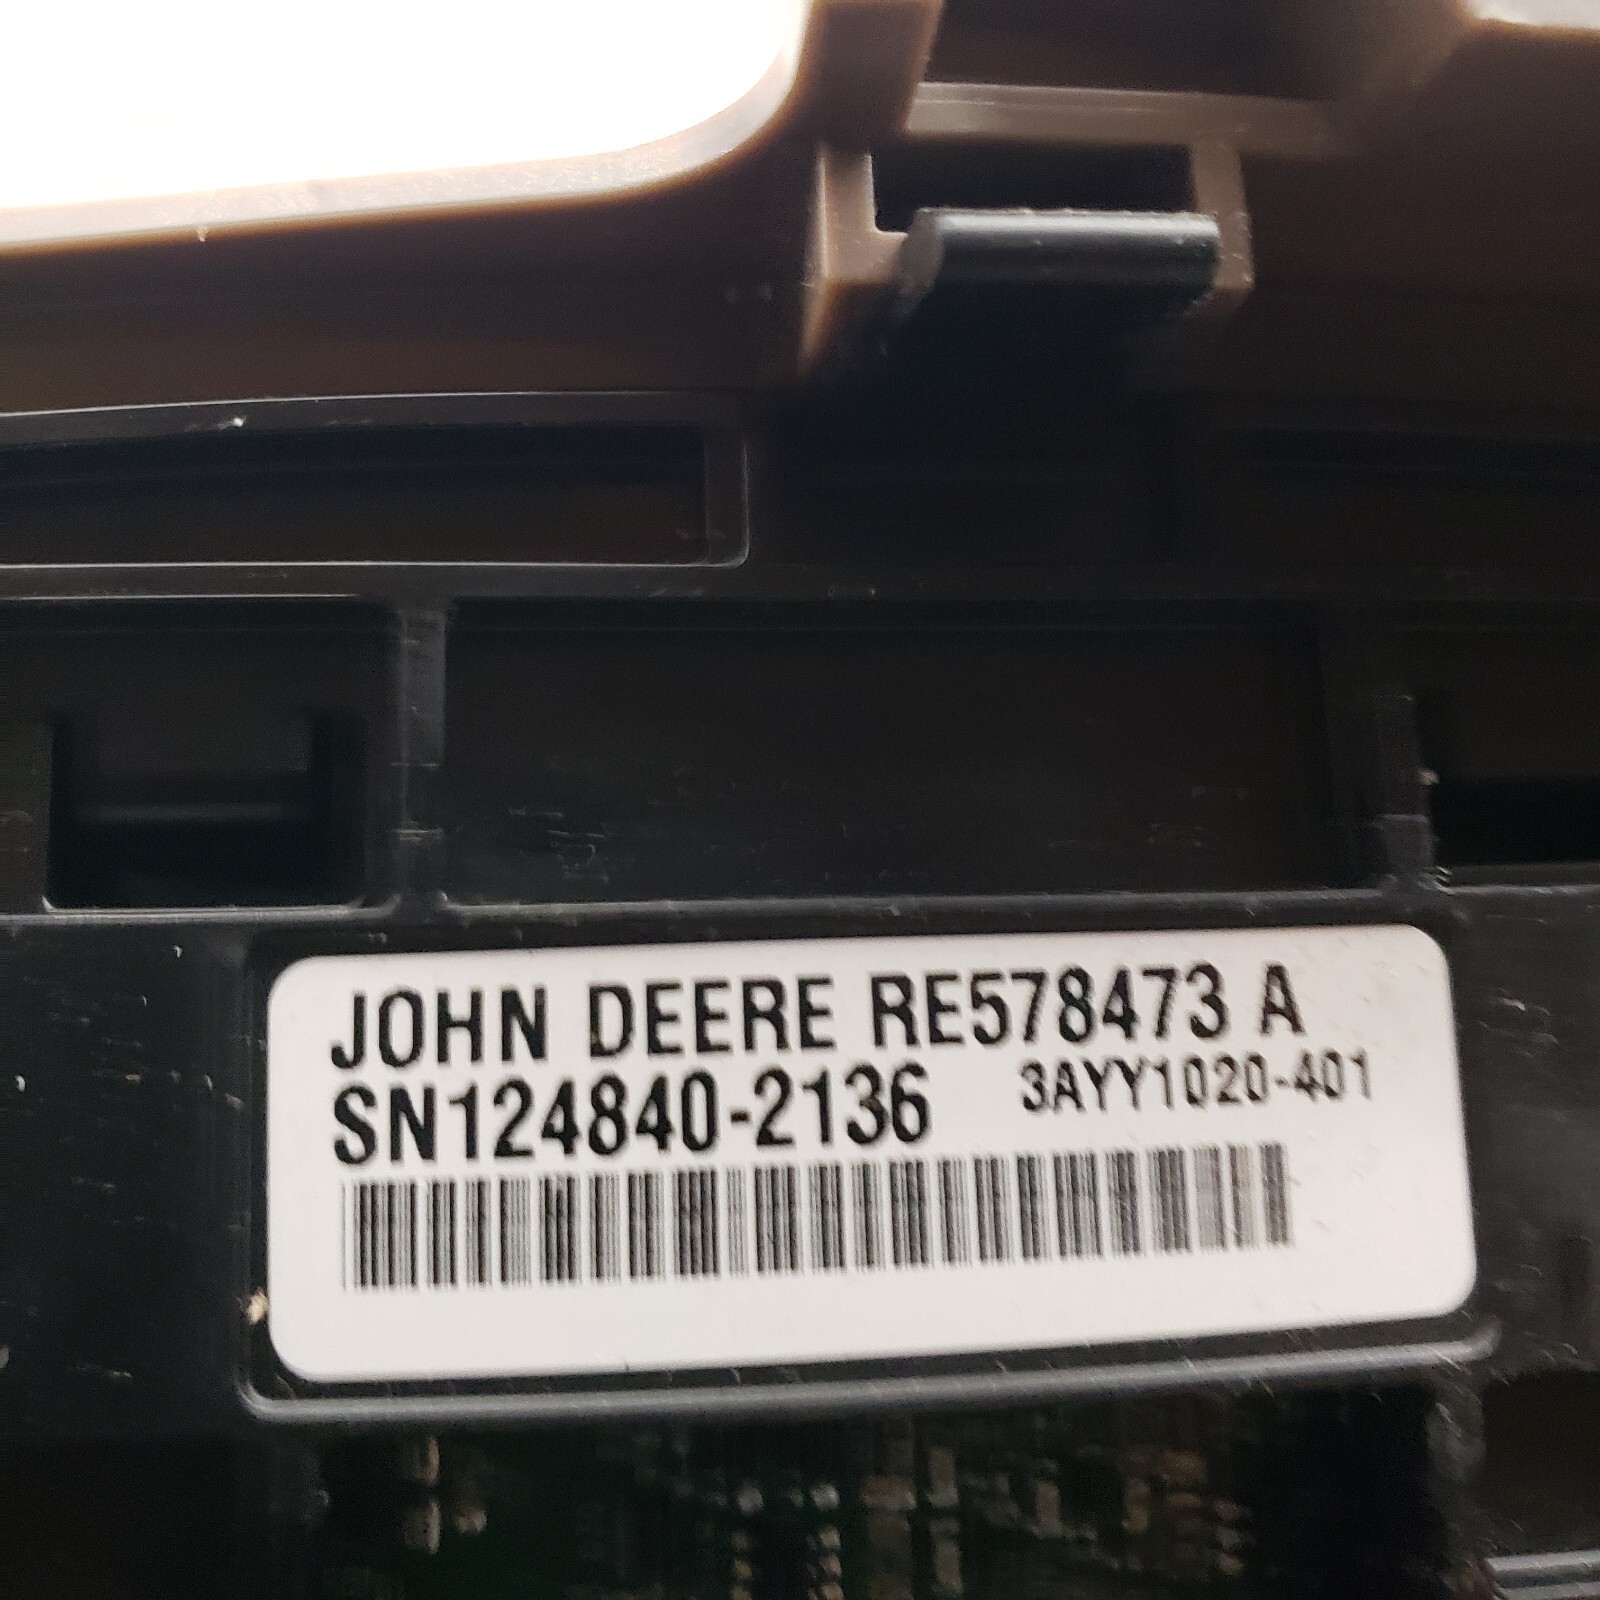 JOHN DEERE RE578473 A
SN124840-2136 3AYY1020-401